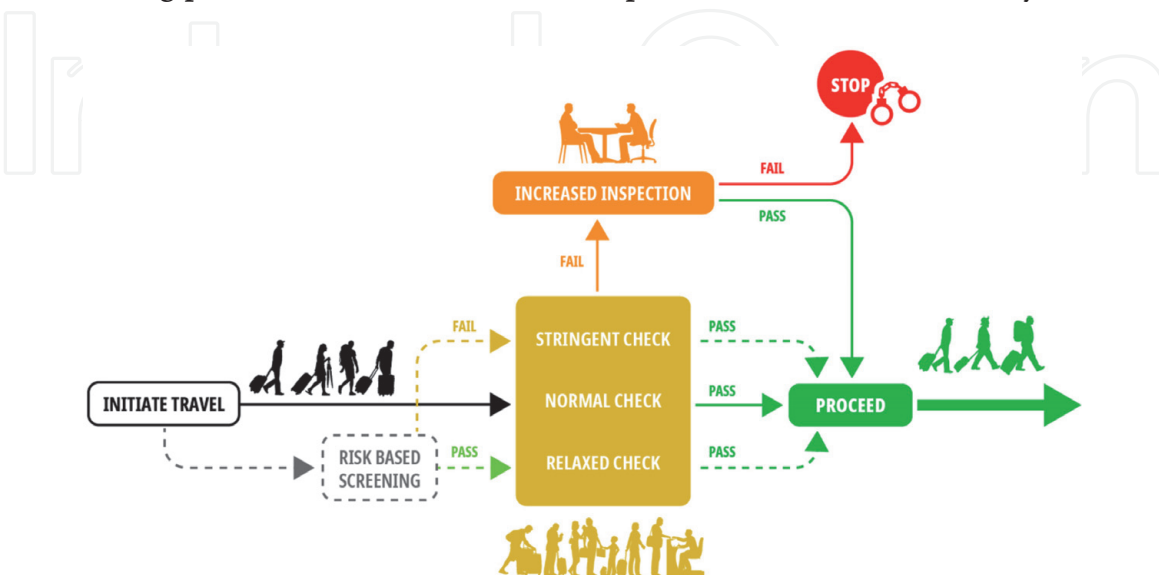 STOP
INCREASED INSPECTION
FAIL
PASS
FAIL
FAIL
STRINGENT CHECK
PASS
INITIATE TRAVEL
NORMAL CHECK
PASS
PROCEED
RISK BASED
SCREENING
PASS
RELAXED CHECK
PASS